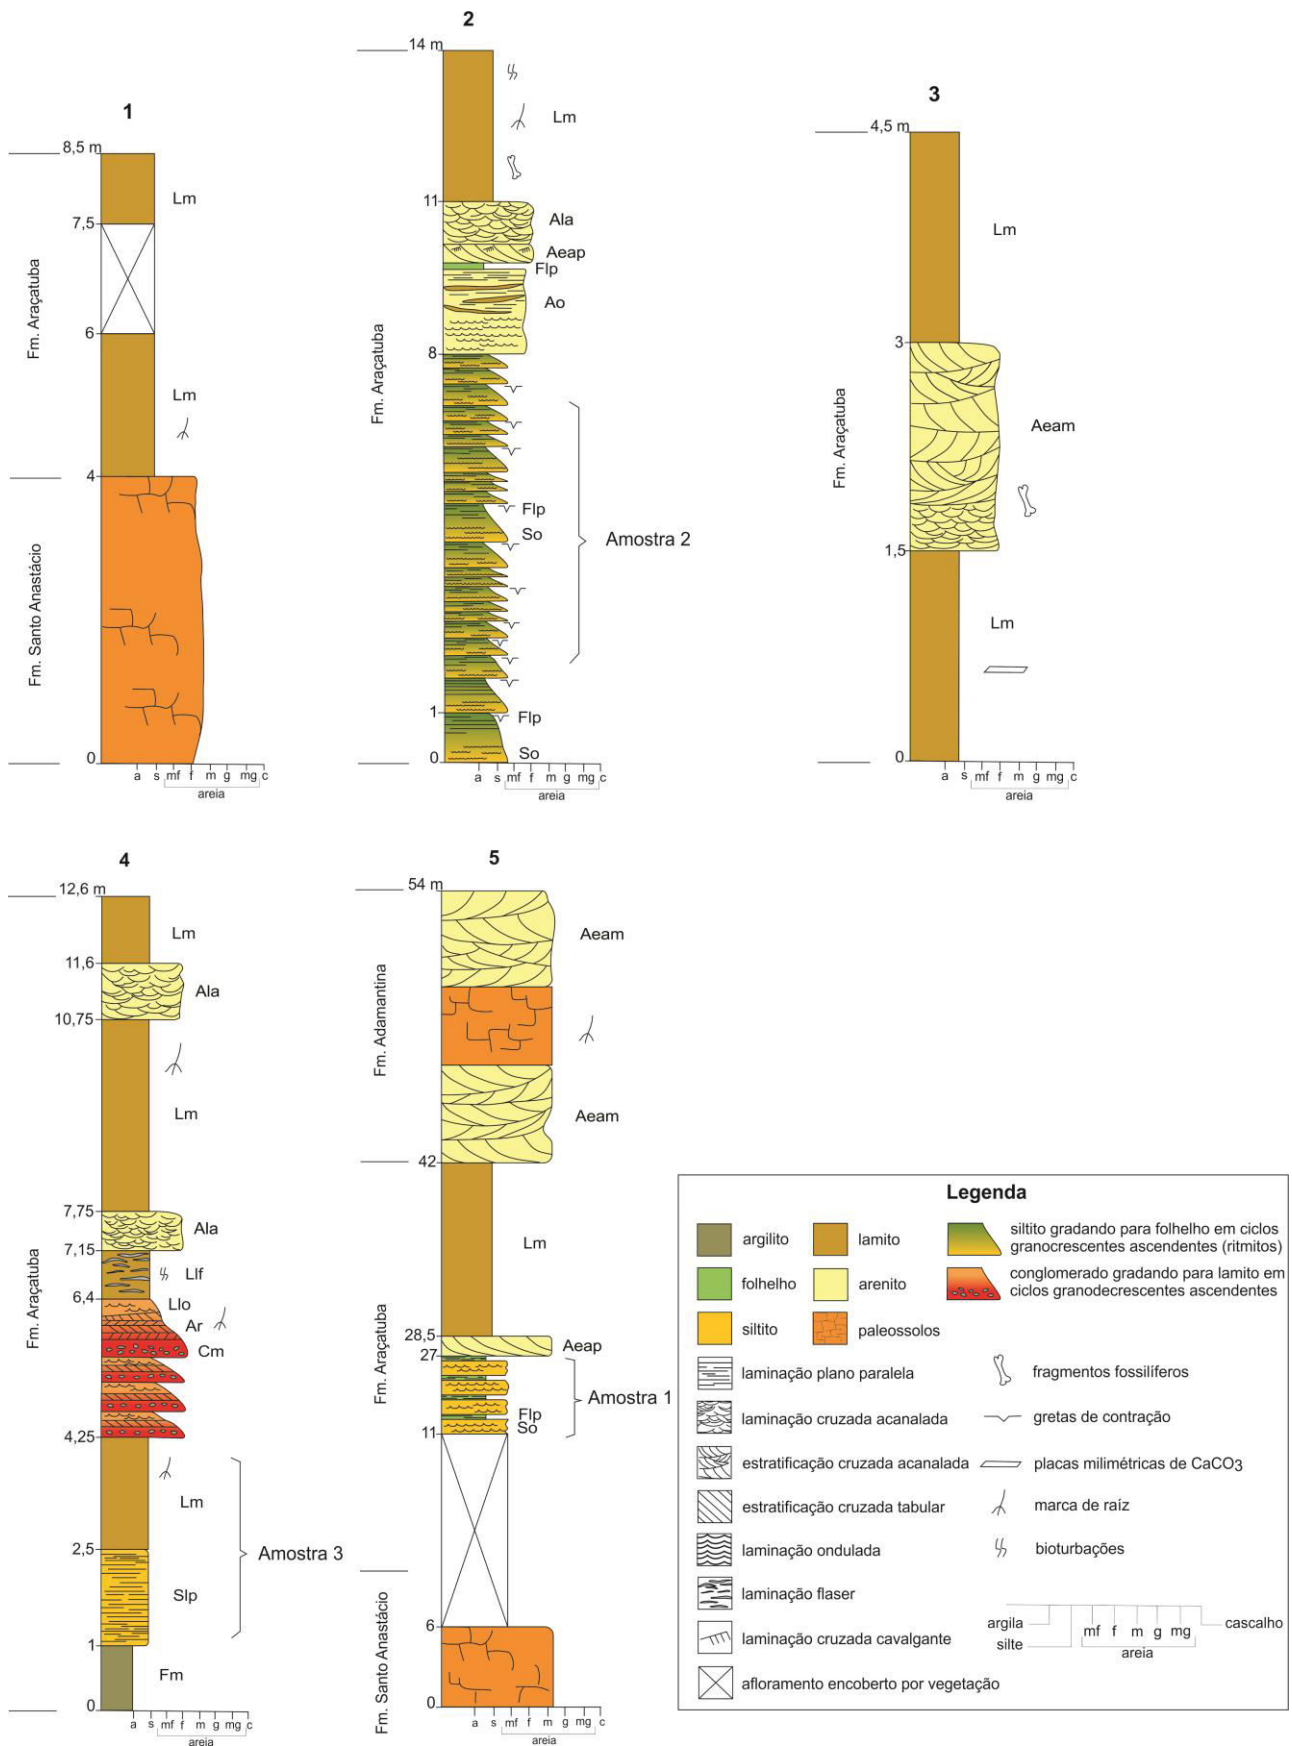 1
8,5 m
Lm
7,5
6
Lm
4
0
Fm. Araçatuba
Fm. Santo Anastácio
a s mf f m g mg c
areia
2
14 m
Lm
11
Ala
Aeap
Flp
Ao
8
Flp
So
Amostra 2
1
Flp
0
So
Fm. Araçatuba
a s mf f m g mg c
areia
3
4,5 m
Lm
3
Aeam
1,5
Lm
0
Fm. Araçatuba
a s mf f m g mg c
areia
4
12,6 m
Lm
11,6
Ala
10,75
Lm
7,75
Ala
7,15
Llf
6,4
Llo
Ar
Cm
4,25
Lm
2,5
Amostra 3
Slp
1
Fm
0
Fm. Araçatuba
a s mf f m g mg c
areia
5
54 m
Aeam
Aeam
42
Lm
28,5
Aeap
27
Amostra 1
Flp
So
11
6
0
Fm. Adamantina
Fm. Araçatuba
Fm. Santo Anastácio
a s mf f m g mg c
areia
Legenda
argilito
lamito
siltito gradando para folhelho em ciclos
granocrescentes ascendentes (ritmitos)
folhelho
arenito
conglomerado gradando para lamito em
ciclos granodecrescentes ascendentes
siltito
paleossolos
laminação plano paralela
fragmentos fossilíferos
laminação cruzada acanalada
gretas de contração
estratificação cruzada acanalada
placas milimétricas de CaCO3
estratificação cruzada tabular
marca de raíz
laminação ondulada
bioturbações
laminação flaser
laminação cruzada cavalgante
argila
silte
mf f m g mg
areia
cascalho
afloramento encoberto por vegetação